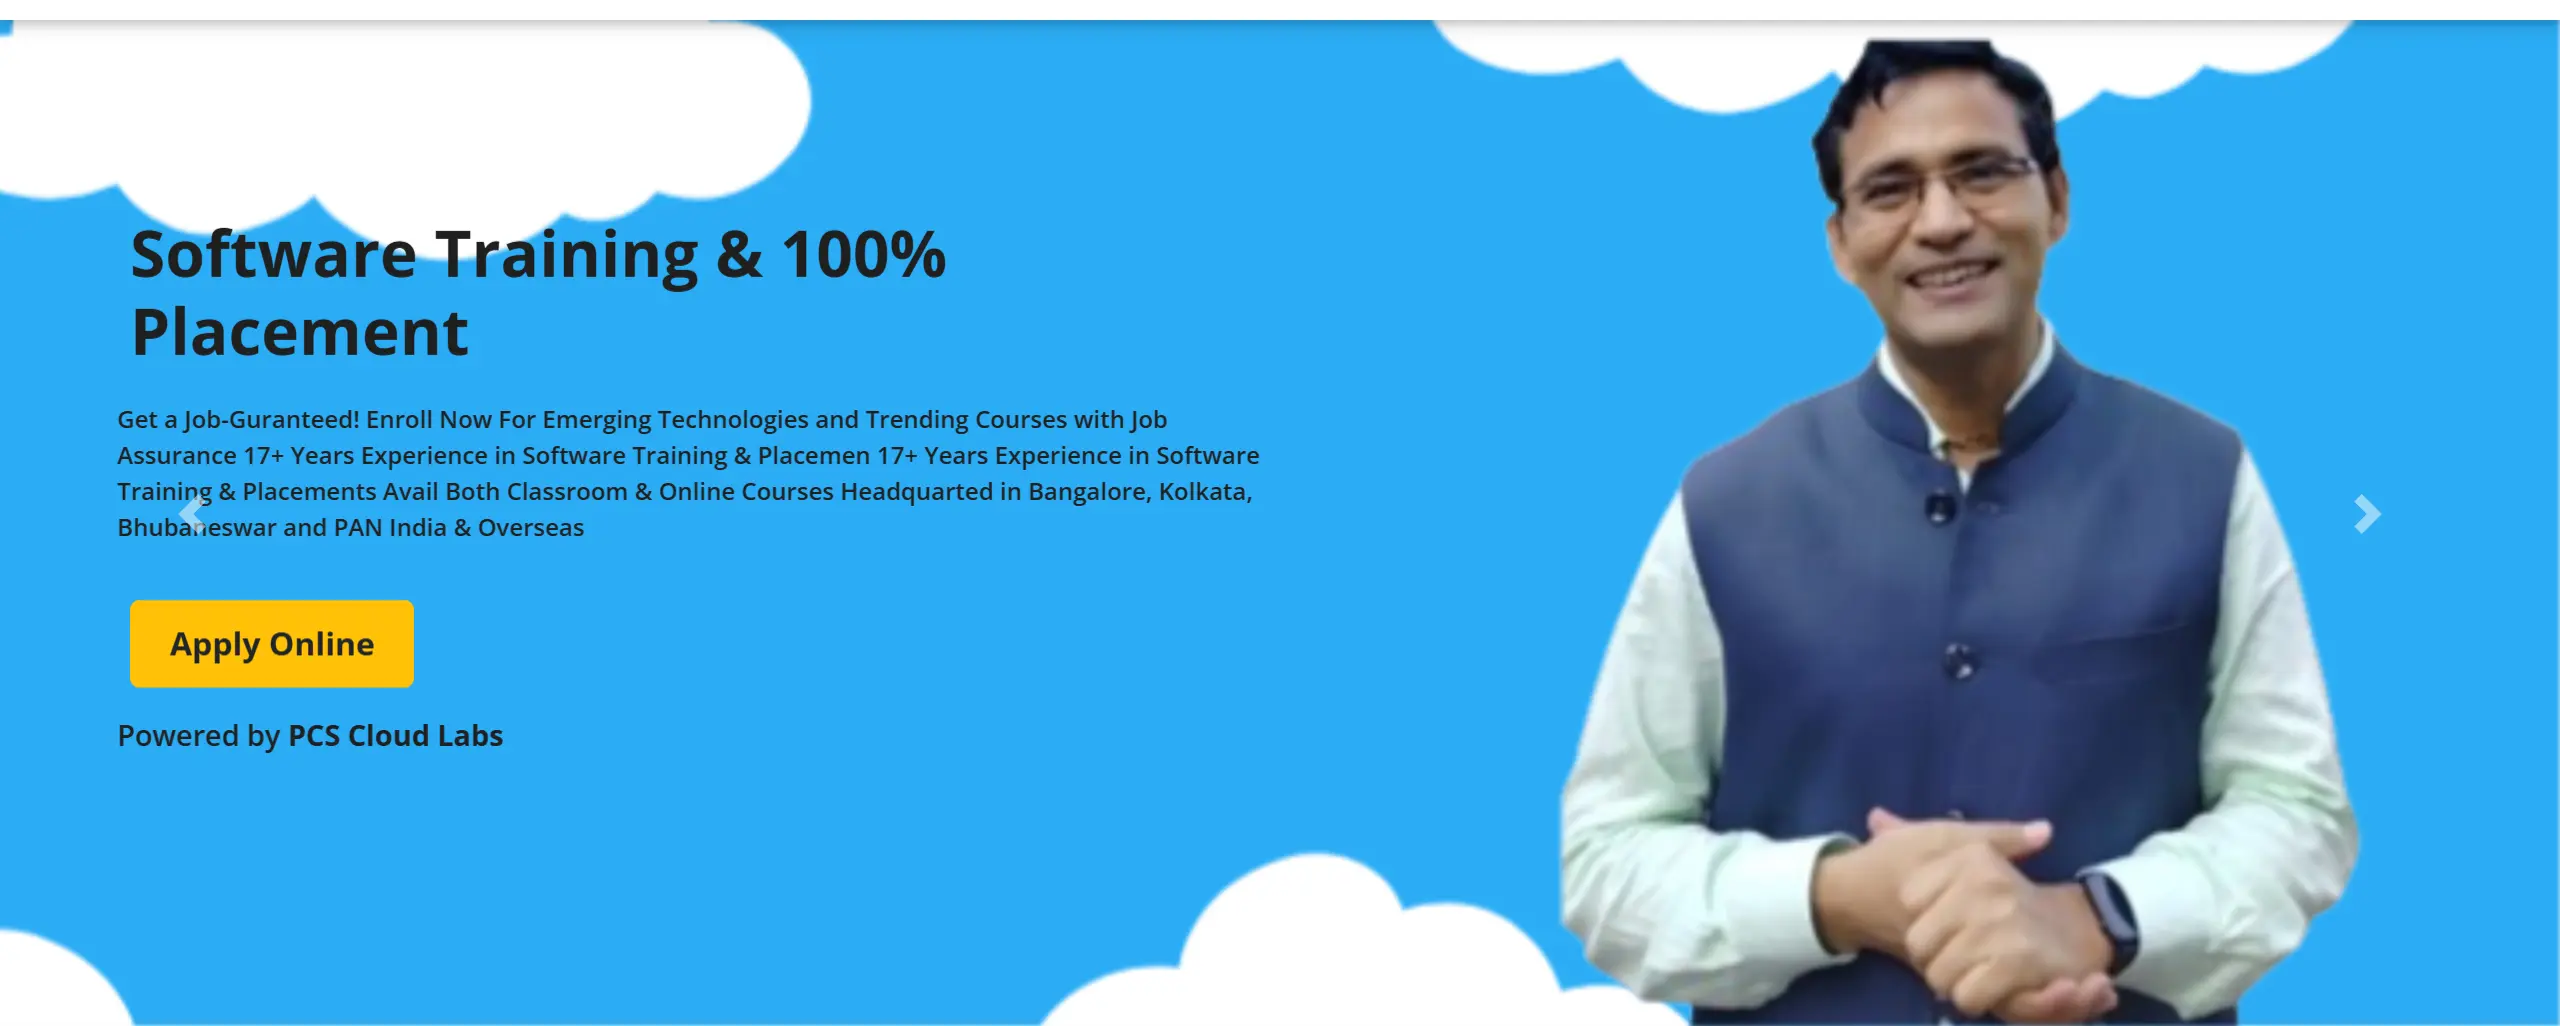 Software Training & 100%
Placement
Get a Job-Guranteed! Enroll Now For Emerging Technologies and Trending Courses with Job
Assurance 17+ Years Experience in Software Training & Placemen 17+ Years Experience in Software
Training & Placements Avail Both Classroom & Online Courses Headquarted in Bangalore, Kolkata,
Bhubaneswar and PAN India & Overseas
Apply Online
Powered by PCS Cloud Labs